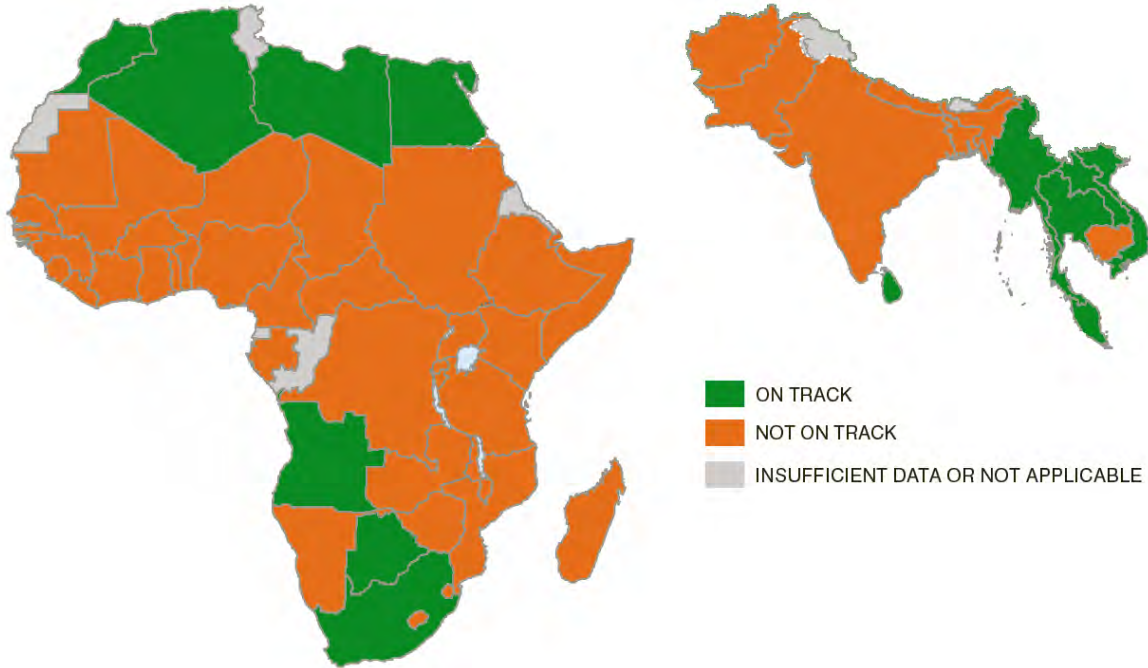 ON TRACK
NOT ON TRACK
INSUFFICIENT DATA OR NOT APPLICABLE